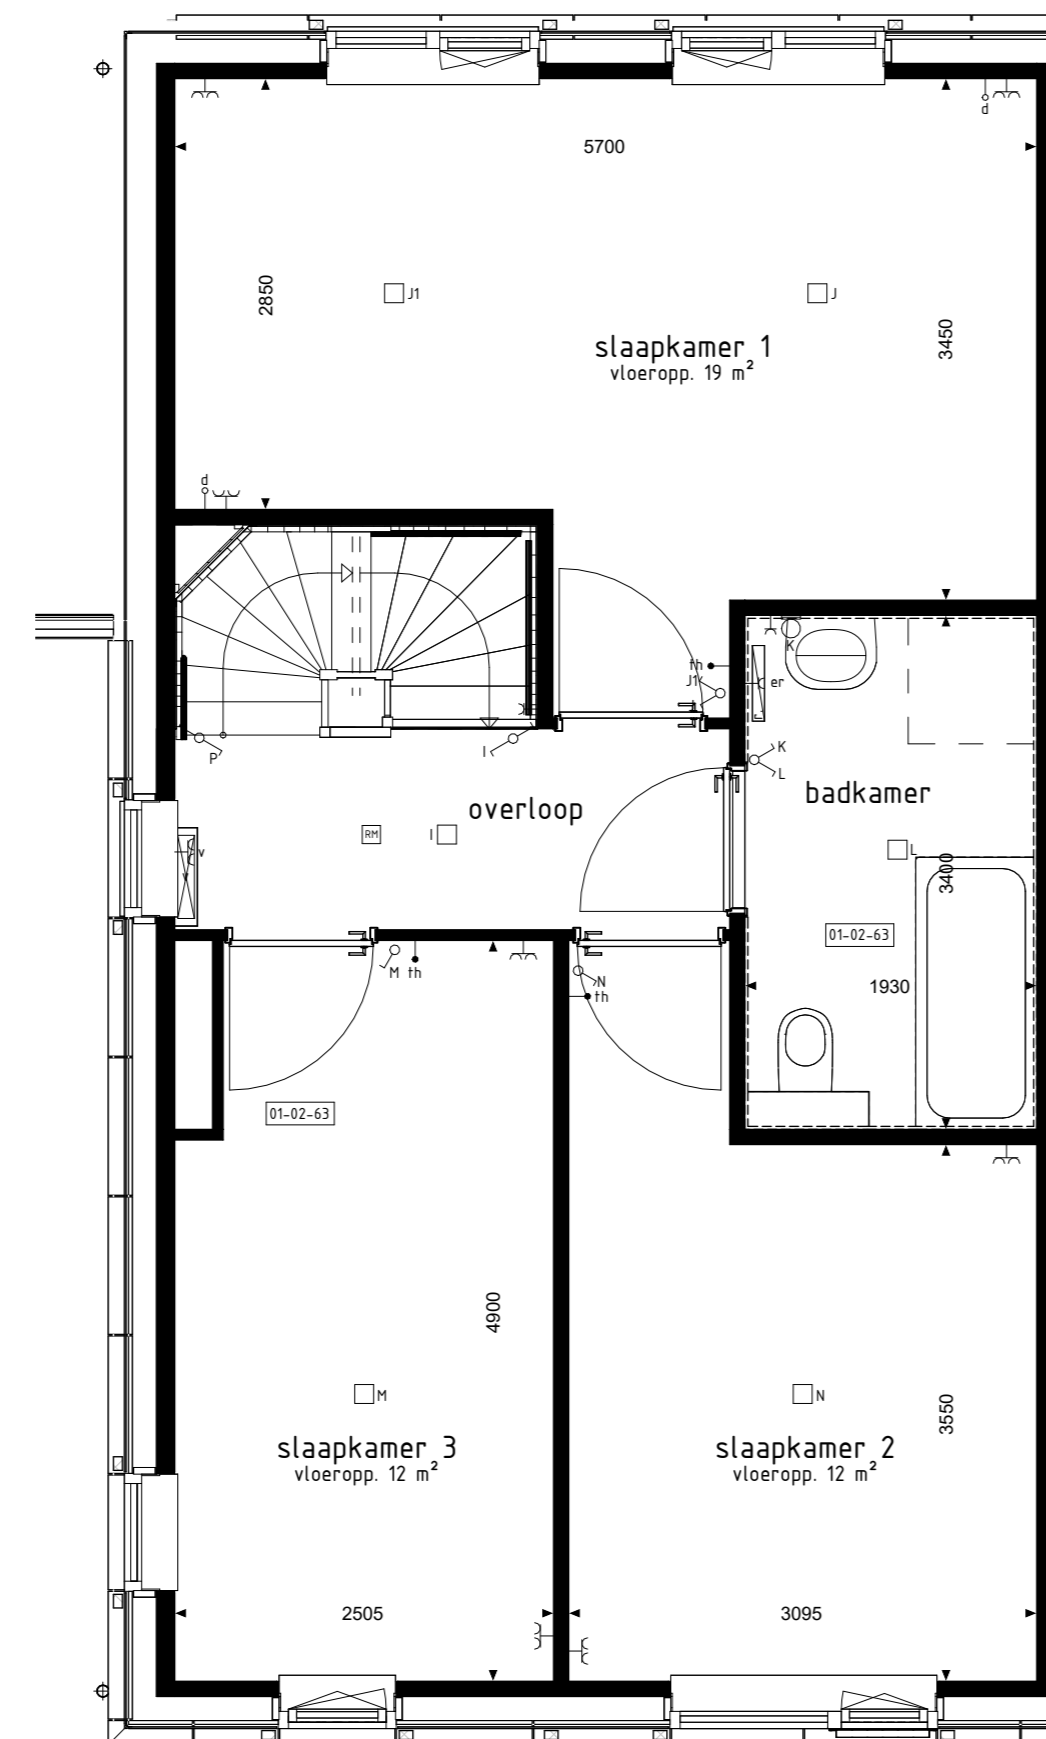 d
5700
2850
J1
J
3450
slaapkamer 1
vloeropp. 19 m²
d
K
th
J1
er
P
I
K
L
overloop
badkamer
RM
I
v
L
3400
01-02-63
M th
N
th
1930
01-02-63
4900
M
N
3550
slaapkamer 3
vloeropp. 12 m²
slaapkamer 2
vloeropp. 12 m²
2505
3095